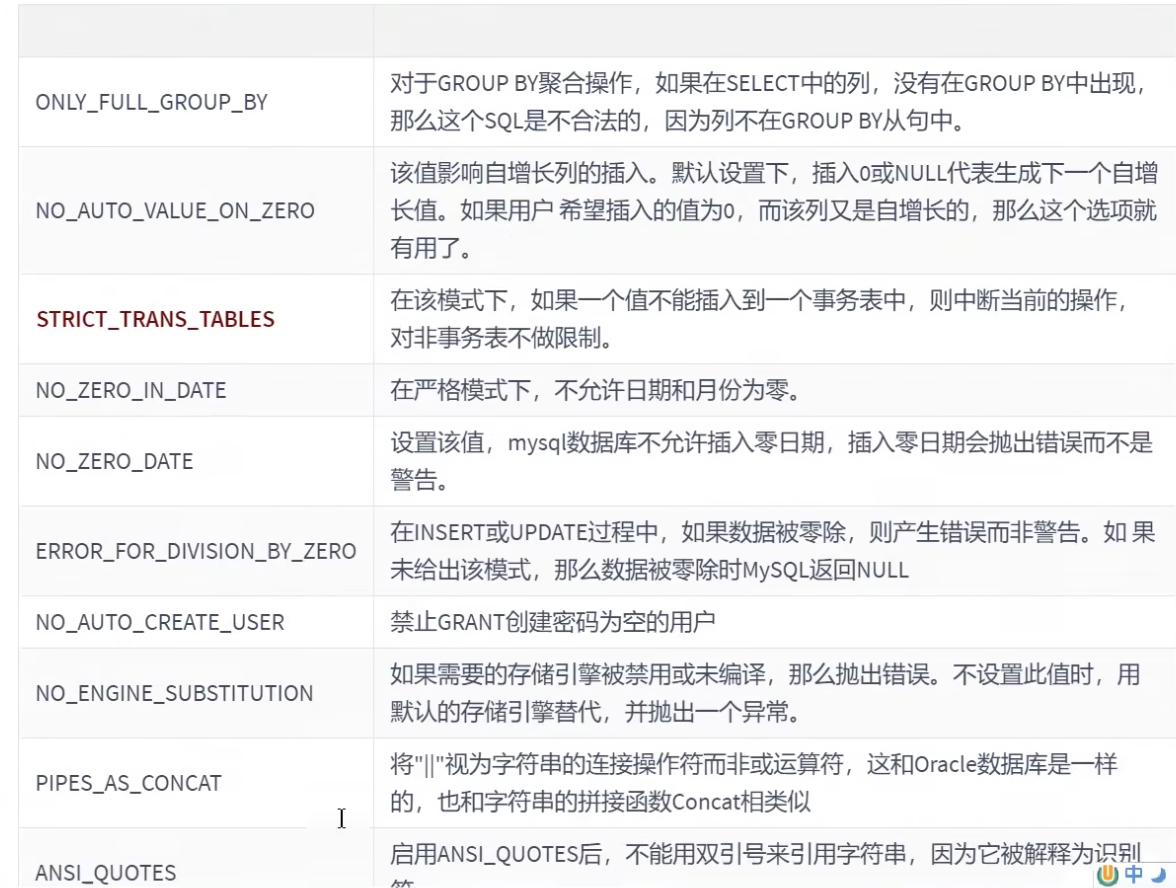 ONLY_FULL_GROUP_BY
对于GROUP BY聚合操作，如果在SELECT中的列，没有在GROUP BY中出现，
那么这个SQL是不合法的，因为列不在GROUP BY从句中。
NO_AUTO_VALUE_ON_ZERO
该值影响自增长列的插入。默认设置下，插入0或NULL代表生成下一个自增
长值。如果用户 希望插入的值为0，而该列又是自增长的，那么这个选项就
有用了。
STRICT_TRANS_TABLES
在该模式下，如果一个值不能插入到一个事务表中，则中断当前的操作，
对非事务表不做限制。
NO_ZERO_IN_DATE
在严格模式下，不允许日期和月份为零。
NO_ZERO_DATE
设置该值，mysql数据库不允许插入零日期，插入零日期会抛出错误而不是
警告。
ERROR_FOR_DIVISION_BY_ZERO
在INSERT或UPDATE过程中，如果数据被零除，则产生错误而非警告。如 果
未给出该模式，那么数据被零除时MySQL返回NULL
NO_AUTO_CREATE_USER
禁止GRANT创建密码为空的用户
NO_ENGINE_SUBSTITUTION
如果需要的存储引擎被禁用或未编译，那么抛出错误。不设置此值时，用
默认的存储引擎替代，并抛出一个异常。
PIPES_AS_CONCAT
将"||"视为字符串的连接操作符而非或运算符，这和Oracle数据库是一样
的，也和字符串的拼接函数Concat相类似
ANSI_QUOTES
启用ANSI_QUOTES后，不能用双引号来引用字符串，因为它被解释为识别
中